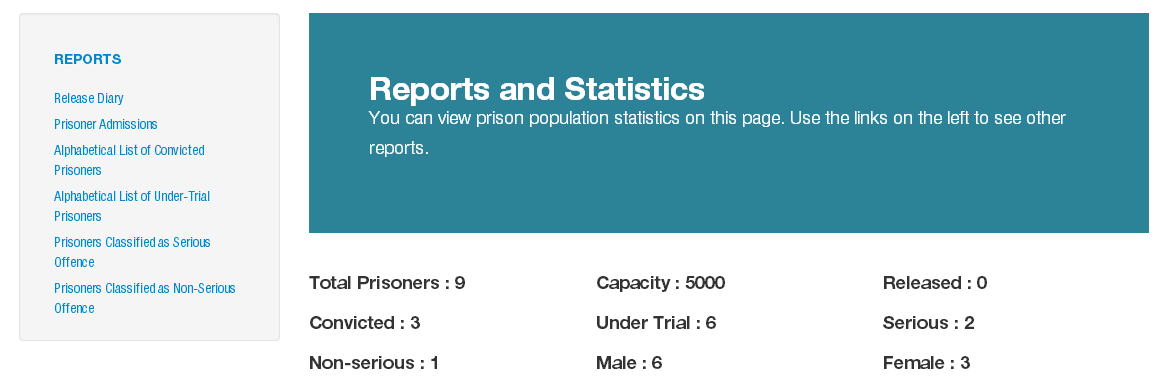 REPORTS
Release Diary
Prisoner Admissions
Alphabetical List of Convicted
Prisoners
Alphabetical List of Under-Trial
Prisoners
Prisoners Classified as Serious
Offence
Prisoners Classified as Non-Serious
Offence
Reports and Statistics
You can view prison population statistics on this page. Use the links on the left to see other
reports.
Total Prisoners : 9 Capacity : 5000 Released : 0
Convicted : 3 Under Trial : 6 Serious : 2
Non-serious : 1 Male : 6 Female : 3